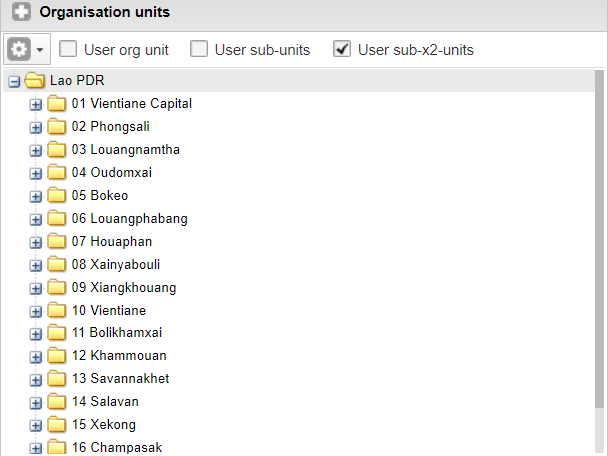 Organisation units
User org unit User sub-units User sub-x2-units
Lao PDR
01 Vientiane Capital
02 Phongsali
03 Louangnamtha
04 Oudomxai
05 Bokeo
06 Louangphabang
07 Houaphan
08 Xainyabouli
09 Xiangkhouang
10 Vientiane
11 Bolikhamxai
12 Khammouan
13 Savannakhet
14 Salavan
15 Xekong
16 Champasak